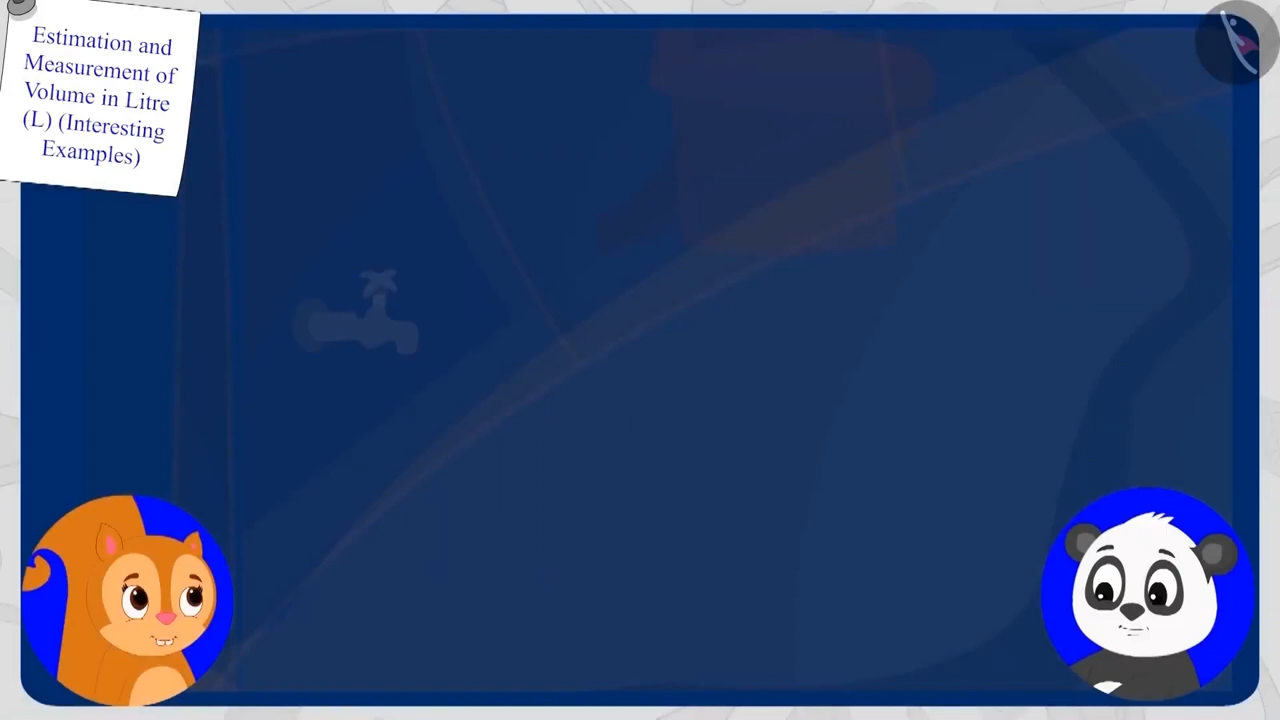 Estimation and
Measurement of
Volume in Litre
(L) (Interesting
Examples)